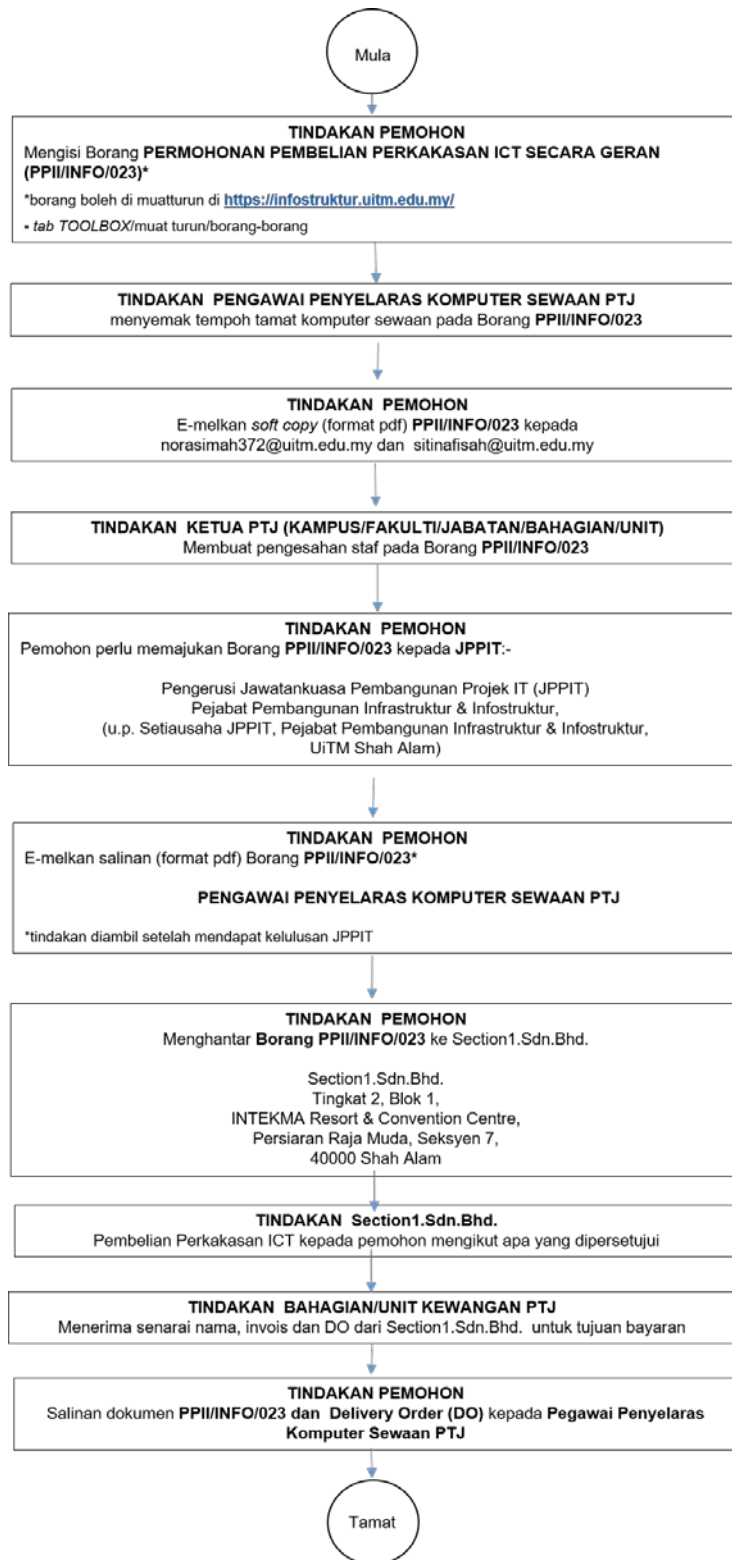 Mula
TINDAKAN PEMOHON
Mengisi Borang PERMOHONAN PEMBELIAN PERKAKASAN ICT SECARA GERAN
(PPII/INFO/023)*
*borang boleh di muatturun di https://infostruktur.uitm.edu.my/
- tab TOOLBOX/muat turun/borang-borang
TINDAKAN PENGAWAI PENYELARAS KOMPUTER SEWAAN PTJ
menyemak tempoh tamat komputer sewaan pada Borang PPII/INFO/023
TINDAKAN PEMOHON
E-melkan soft copy (format pdf) PPII/INFO/023 kepada
norasimah372@uitm.edu.my dan sitinafisah@uitm.edu.my
TINDAKAN KETUA PTJ (KAMPUS/FAKULTI/JABATAN/BAHAGIAN/UNIT)
Membuat pengesahan staf pada Borang PPII/INFO/023
TINDAKAN PEMOHON
Pemohon perlu memajukan Borang PPII/INFO/023 kepada JPPIT:-
Pengerusi Jawatankuasa Pembangunan Projek IT (JPPIT)
Pejabat Pembangunan Infrastruktur & Infostruktur,
(u.p. Setiausaha JPPIT, Pejabat Pembangunan Infrastruktur & Infostruktur,
UiTM Shah Alam)
TINDAKAN PEMOHON
E-melkan salinan (format pdf) Borang PPII/INFO/023*
PENGAWAI PENYELARAS KOMPUTER SEWAAN PTJ
*tindakan diambil setelah mendapat kelulusan JPPIT
TINDAKAN PEMOHON
Menghantar Borang PPII/INFO/023 ke Section1.Sdn.Bhd.
Section1.Sdn.Bhd.
Tingkat 2, Blok 1,
INTEKMA Resort & Convention Centre,
Persiaran Raja Muda, Seksyen 7,
40000 Shah Alam
TINDAKAN Section1.Sdn.Bhd.
Pembelian Perkakasan ICT kepada pemohon mengikut apa yang dipersetujui
TINDAKAN BAHAGIAN/UNIT KEWANGAN PTJ
Menerima senarai nama, invois dan DO dari Section1.Sdn.Bhd. untuk tujuan bayaran
TINDAKAN PEMOHON
Salinan dokumen PPII/INFO/023 dan Delivery Order (DO) kepada Pegawai Penyelaras
Komputer Sewaan PTJ
Tamat